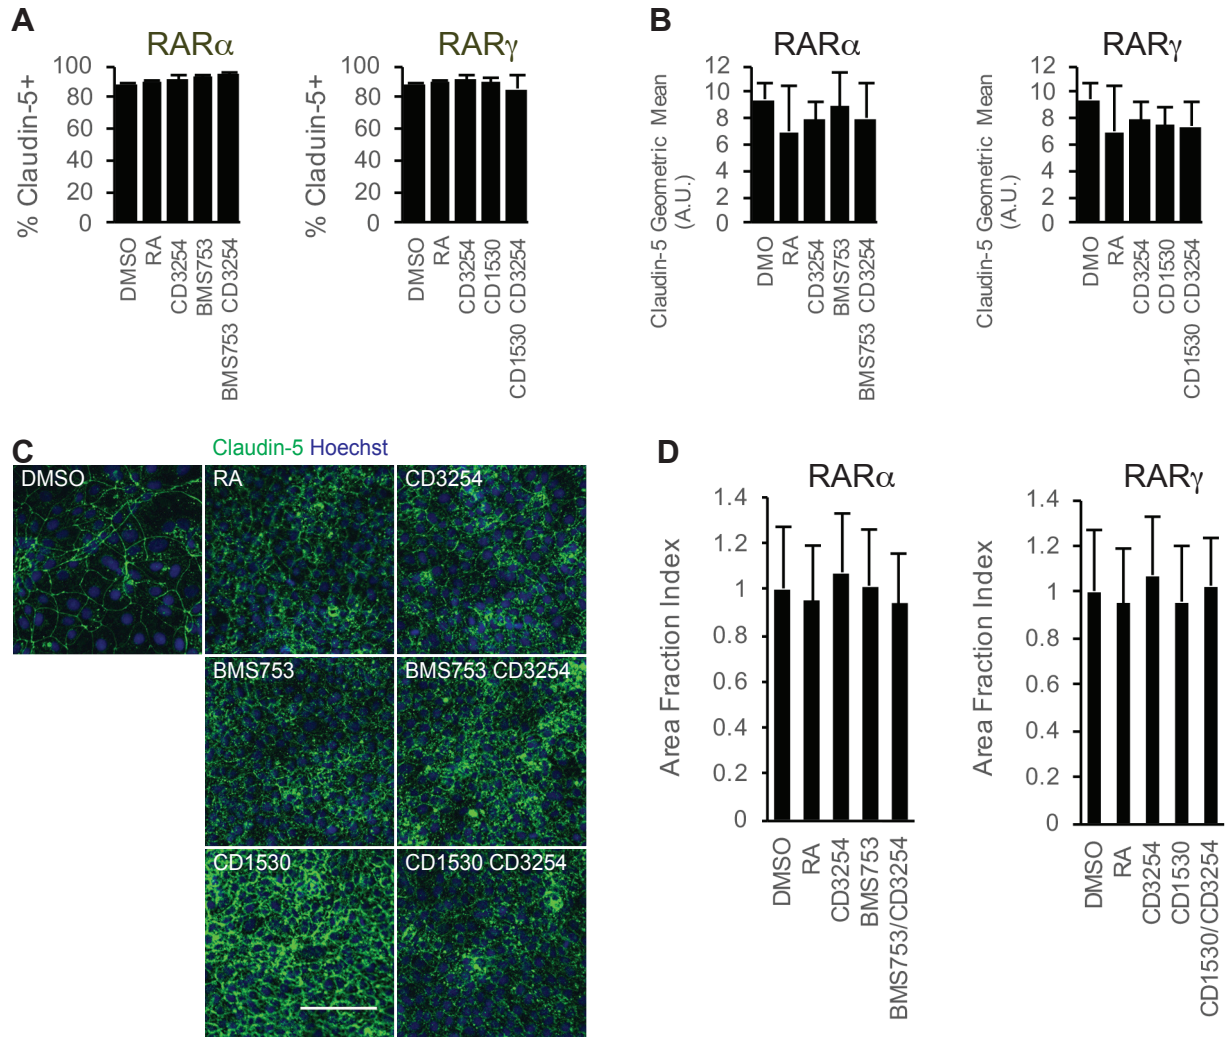 A
RARα
% Claudin-5+
100
80
60
40
20
0
DMSO
RA
CD3254
BMS753
BMS753 CD3254
RARγ
% Claduin-5+
100
80
60
40
20
0
DMSO
RA
CD3254
CD1530
CD1530 CD3254
B
RARα
Claudin-5 Geometric Mean
(A.U.)
12
10
8
6
4
2
0
DMO
RA
CD3254
BMS753
BMS753 CD3254
RARγ
Claudin-5 Geometric Mean
(A.U.)
12
10
8
6
4
2
0
DMSO
RA
CD3254
CD1530
CD1530 CD3254
C
Claudin-5 Hoechst
DMSO
RA
CD3254
BMS753
BMS753 CD3254
CD1530
CD1530 CD3254
D
RARα
Area Fraction Index
1.4
1.2
1
0.8
0.6
0.4
0.2
0
DMSO
RA
CD3254
BMS753
BMS753/CD3254
RARγ
Area Fraction Index
1.4
1.2
1
0.8
0.6
0.4
0.2
0
DMSO
RA
CD3254
CD1530
CD1530/CD3254